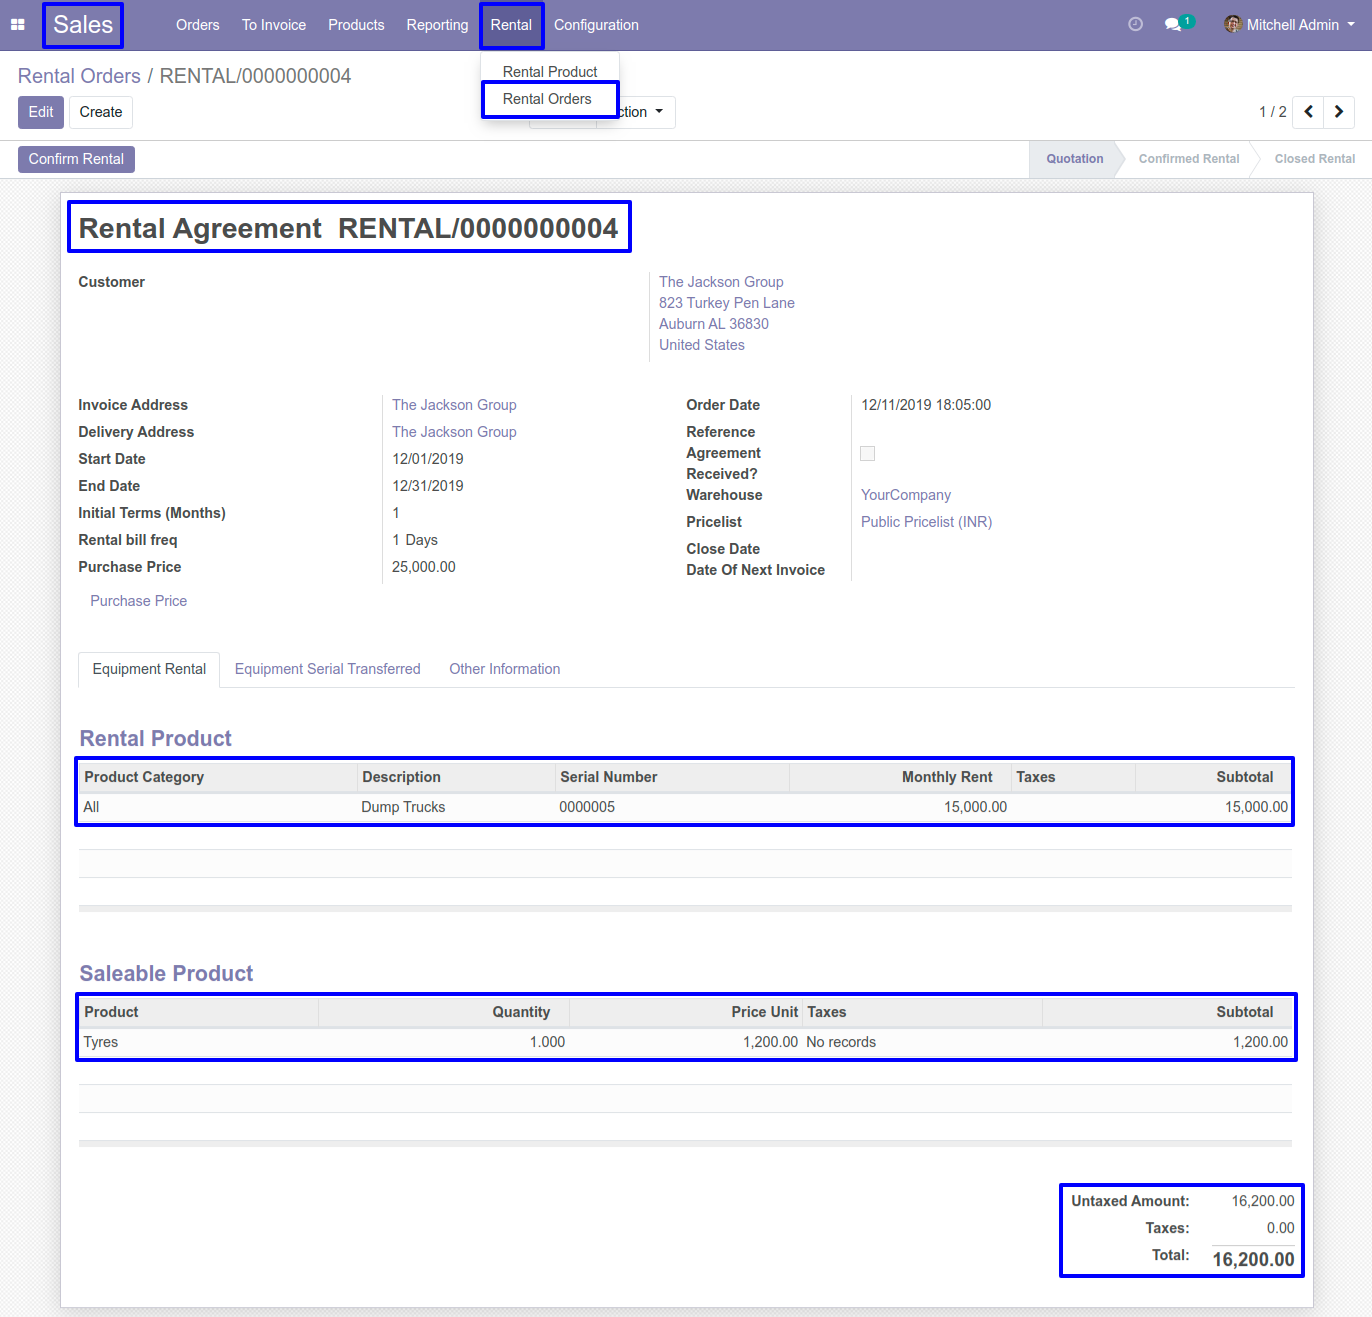 Sales Orders To Invoice Products Reporting Rental Configuration 1 Mitchell Admin
Rental Product
Rental Orders
Rental Orders / RENTAL/0000000004
Edit Create ction 1 / 2
Confirm Rental Quotation Confirmed Rental Closed Rental
Rental Agreement RENTAL/0000000004
Customer The Jackson Group
823 Turkey Pen Lane
Auburn AL 36830
United States
Invoice Address The Jackson Group
Delivery Address The Jackson Group
Start Date 12/01/2019
End Date 12/31/2019
Initial Terms (Months) 1
Rental bill freq 1 Days
Purchase Price 25,000.00
Purchase Price
Order Date 12/11/2019 18:05:00
Reference
Agreement
Received?
Warehouse YourCompany
Pricelist Public Pricelist (INR)
Close Date
Date Of Next Invoice
Equipment Rental Equipment Serial Transferred Other Information
Rental Product
Product Category Description Serial Number Monthly Rent Taxes Subtotal
All Dump Trucks 0000005 15,000.00 15,000.00
Saleable Product
Product Quantity Price Unit Taxes Subtotal
Tyres 1.000 1,200.00 No records 1,200.00
Untaxed Amount: 16,200.00
Taxes: 0.00
Total: 16,200.00